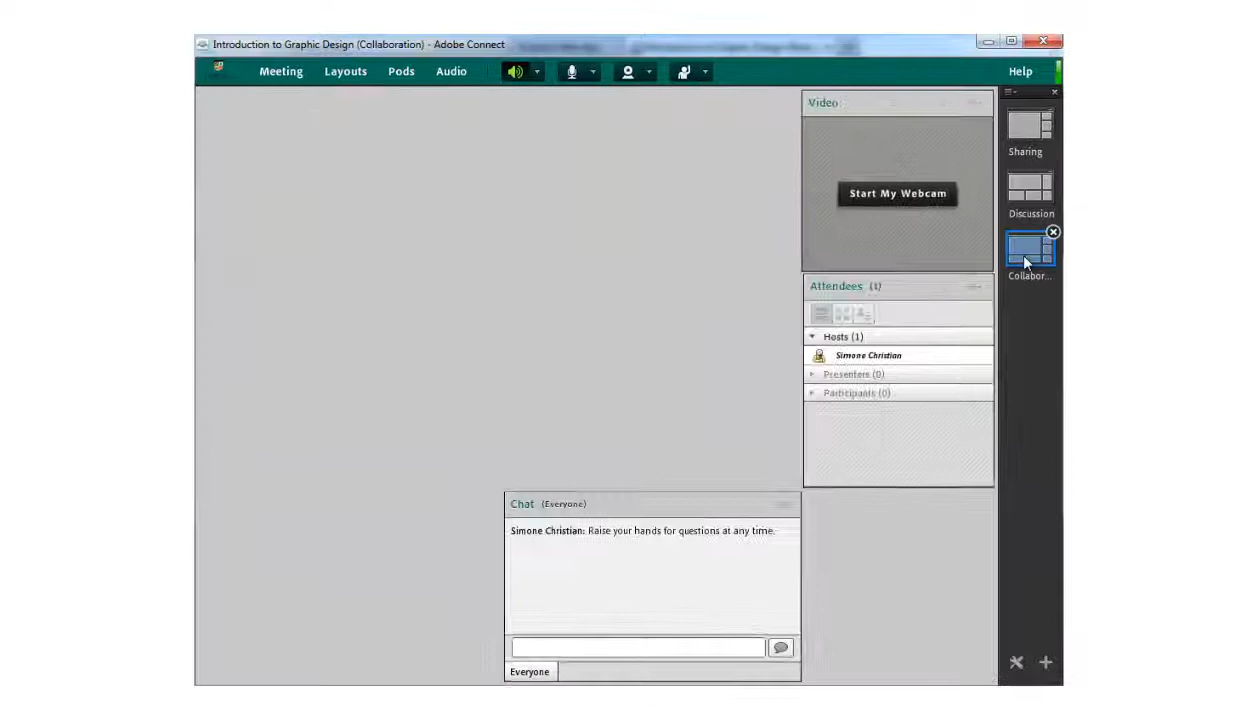 Introduction to Graphic Design (Collaboration) - Adobe Connect
Meeting Layouts Pods Audio Help
Video
Start My Webcam
Sharing
Discussion
Collabor...
Attendees (1)
Hosts (1)
Simone Christian
Presenters (0)
Participants (0)
Chat (Everyone)
Simone Christian: Raise your hands for questions at any time.
Everyone